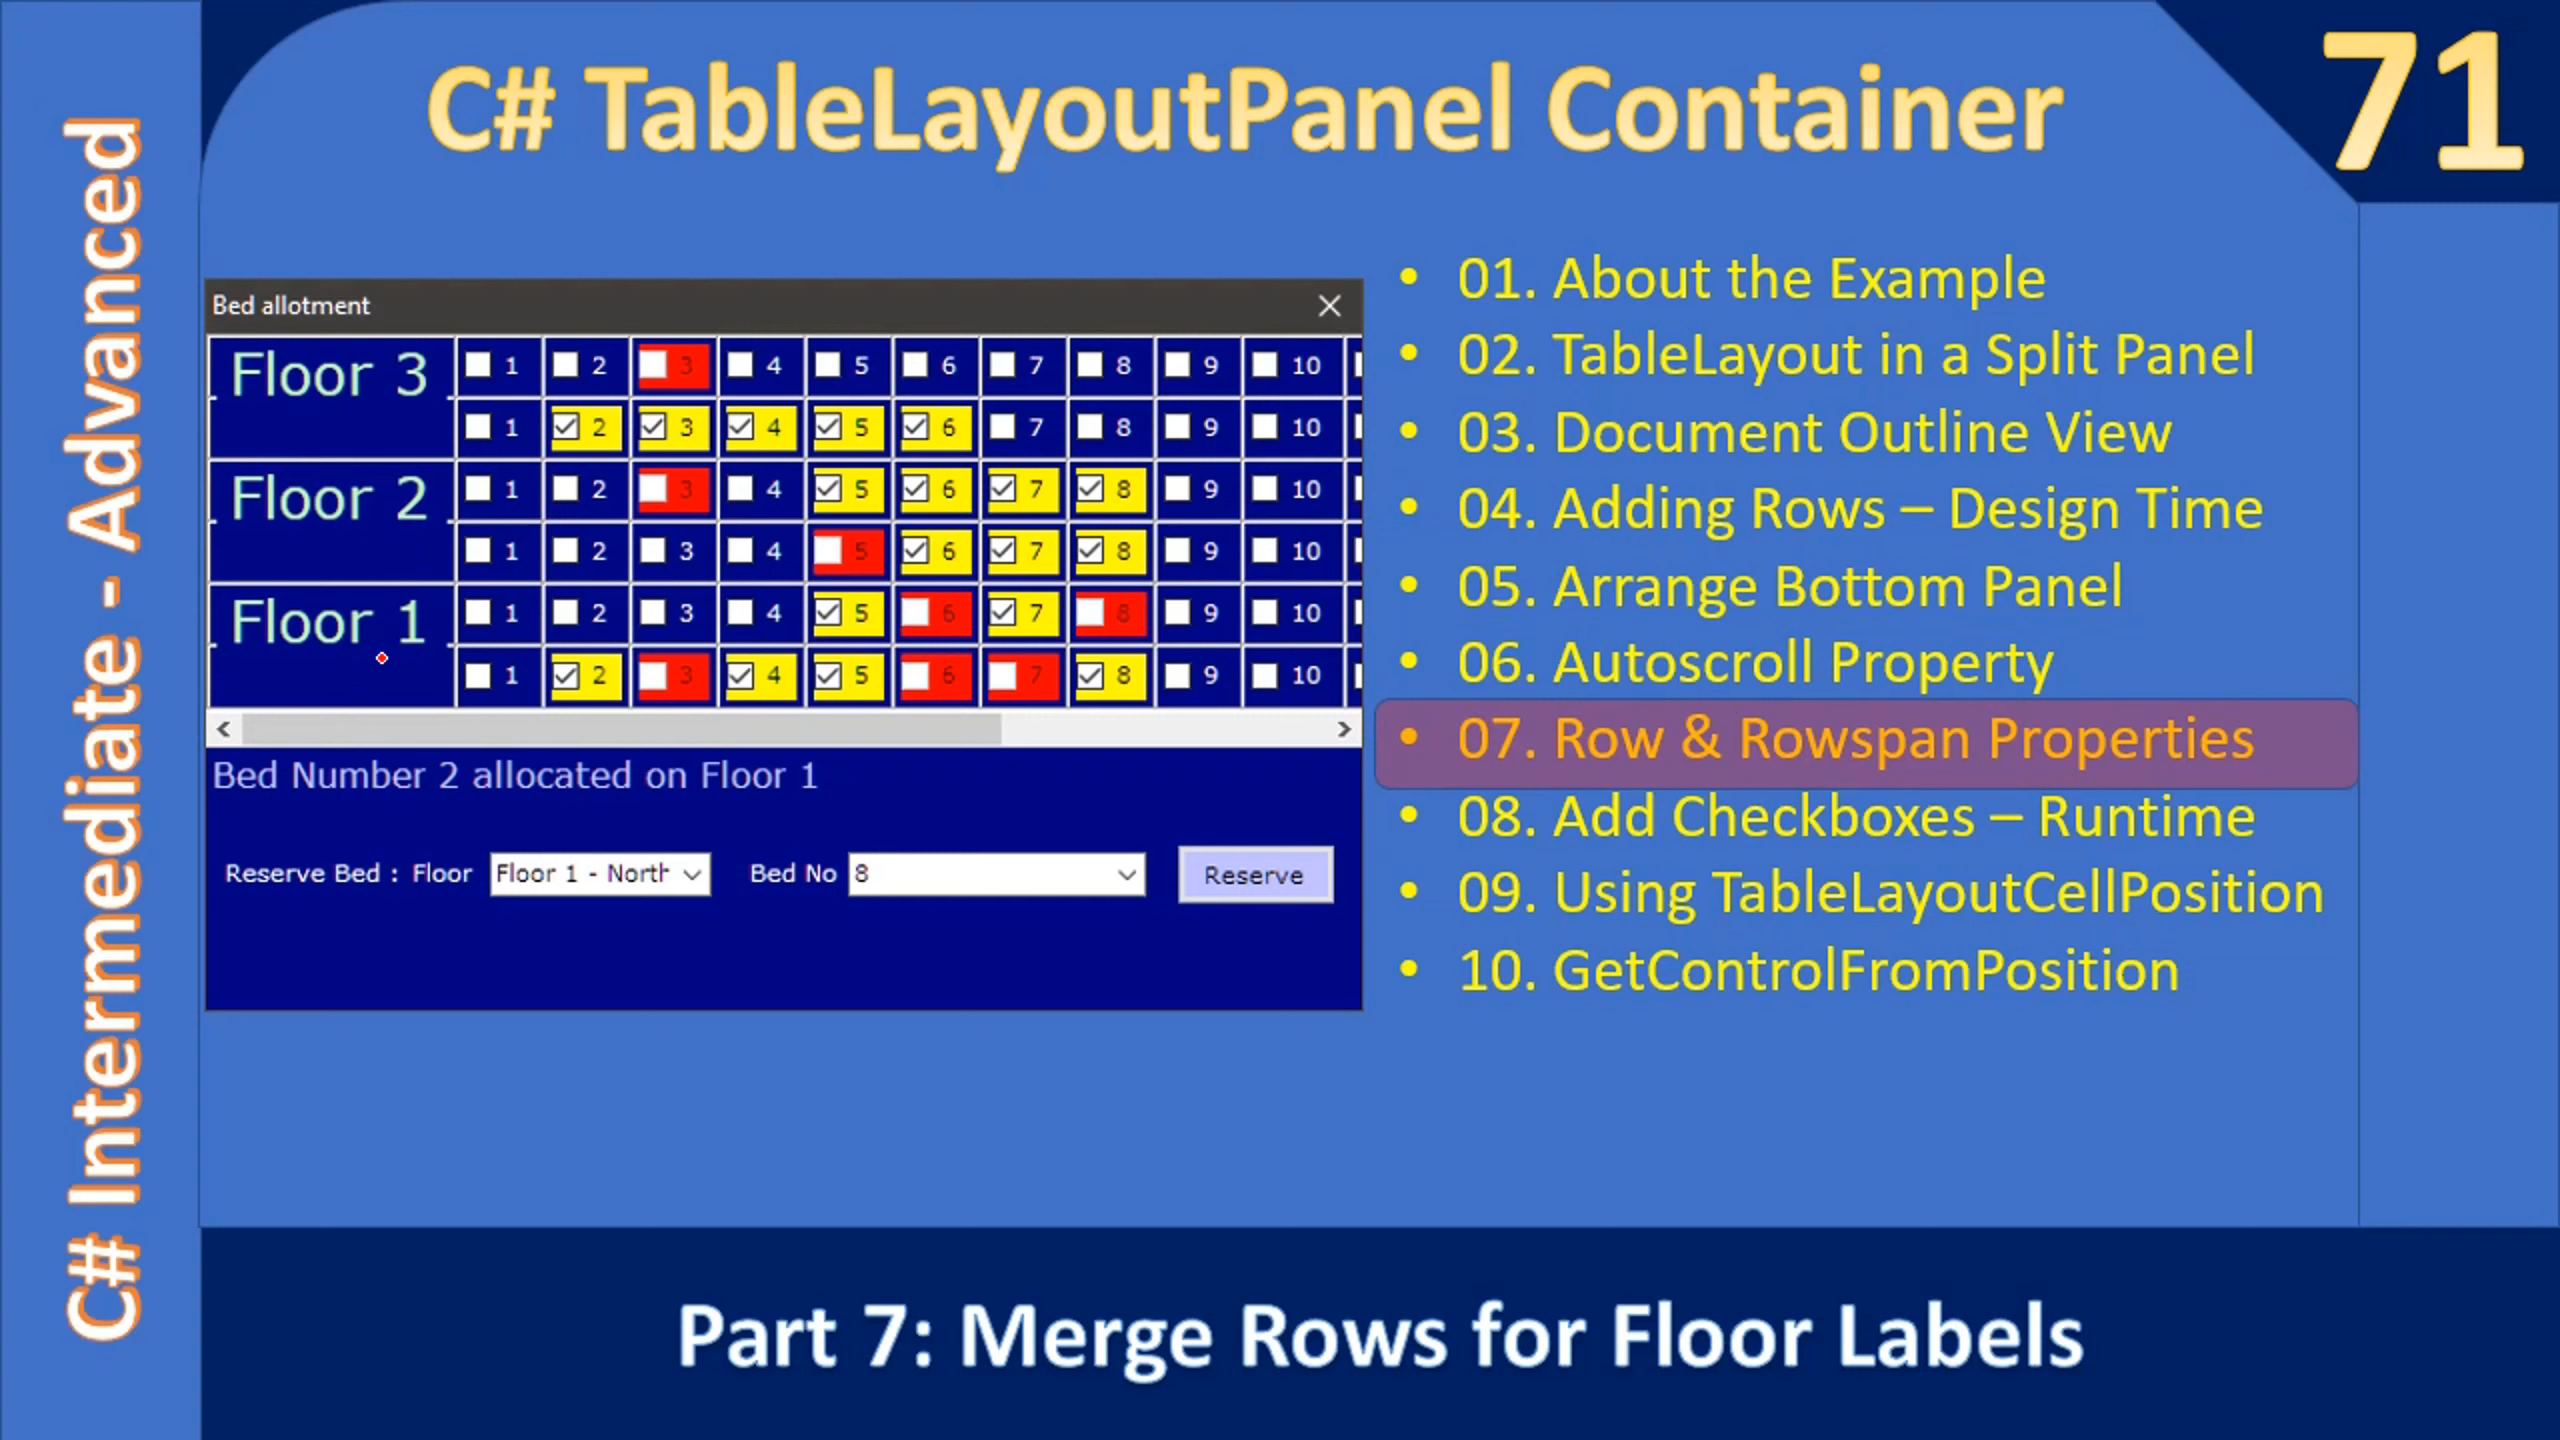 C# TableLayoutPanel Container
71
C# Intermediate - Advanced
Bed allotment
Floor 3
1 2 3 4 5 6 7 8 9 10
1 2 3 4 5 6 7 8 9 10
Floor 2
1 2 3 4 5 6 7 8 9 10
1 2 3 4 5 6 7 8 9 10
Floor 1
1 2 3 4 5 6 7 8 9 10
1 2 3 4 5 6 7 8 9 10
Bed Number 2 allocated on Floor 1
Reserve Bed : Floor Floor 1 - North Bed No 8 Reserve
• 01. About the Example
• 02. TableLayout in a Split Panel
• 03. Document Outline View
• 04. Adding Rows – Design Time
• 05. Arrange Bottom Panel
• 06. Autoscroll Property
• 07. Row & Rowspan Properties
• 08. Add Checkboxes – Runtime
• 09. Using TableLayoutCellPosition
• 10. GetControlFromPosition
Part 7: Merge Rows for Floor Labels